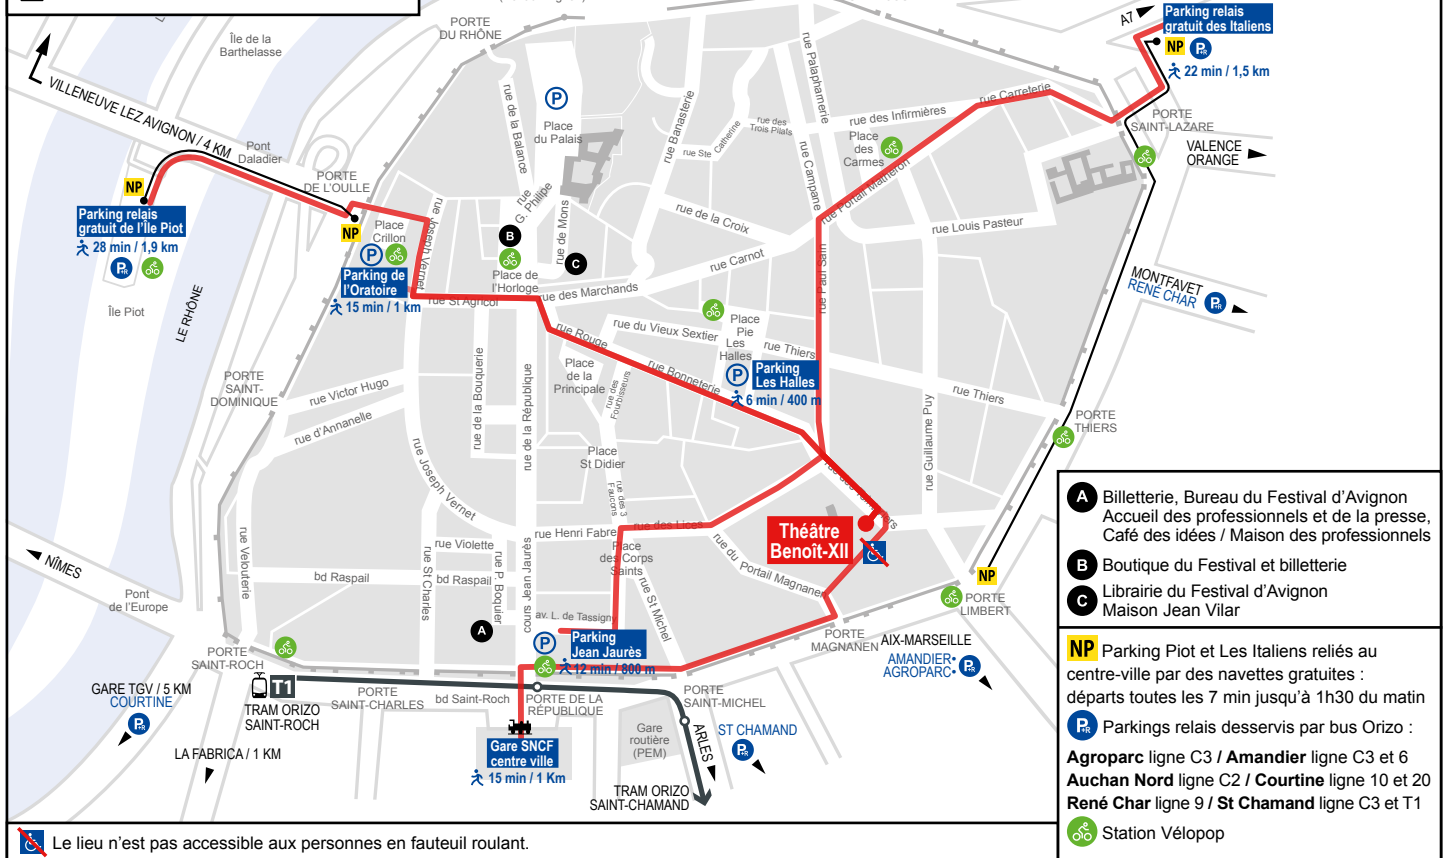 PORTE
DU RHÔNE
Île de la
Barthelasse
VILLENEUVE LEZ AVIGNON / 4 KM
Pont
Daladier
PORTE
DE L'OULLE
NP
Parking relais
gratuit de l'Île Piot
28 min / 1,9 km
P+R
Île Piot
LE RHÔNE
NP
Place
Crillon
P
Parking de
l'Oratoire
15 min / 1 km
rue Joseph Vernet
rue St Agricol
rue de la Balance
P
Place
du Palais
rue
G. Philipe
rue de Mons
B
C
Place de
l'Horloge
rue des Marchands
rue Banasterie
rue Ste Catherine
rue des
Trois Pilats
rue Palapharnerie
rue Campane
rue des Infirmières
Place
des
Carmes
rue Carreterie
rue Portail Matheron
rue de la Croix
rue Carnot
rue Paul Saïn
rue Louis Pasteur
A7
Parking relais
gratuit des Italiens
NP
P+R
22 min / 1,5 km
PORTE
SAINT-LAZARE
VALENCE
ORANGE
MONTFAVET
RENÉ CHAR
P+R
PORTE
THIERS
rue Thiers
rue Thiers
rue du Vieux Sextier
Place
Pie
Les
Halles
P
Parking
Les Halles
6 min / 400 m
rue Rouge
rue Bonneterie
Place
de la
Principale
rue des
Fourbisseurs
rue de la République
rue de la Bouquerie
PORTE
SAINT-
DOMINIQUE
rue Victor Hugo
rue d'Annanelle
rue Joseph Vernet
Place
St Didier
rue des 3
Faucons
rue Guillaume Puy
rue des Teinturiers
Théâtre
Benoît-XII
rue des Lices
rue Henri Fabre
Place
des Corps
Saints
rue du
Portail Magnanen
rue St Michel
rue Violette
bd Raspail
bd Raspail
rue Velouterie
rue St Charles
rue P. Boquier
cours Jean Jaurès
av. L. de Tassigny
A
P
Parking
Jean Jaurès
12 min / 800 m
NÎMES
Pont
de l'Europe
PORTE
SAINT-ROCH
GARE TGV / 5 KM
COURTINE
P+R
T1
TRAM ORIZO
SAINT-ROCH
LA FABRICA / 1 KM
PORTE
SAINT-CHARLES
bd Saint-Roch
PORTE DE LA
RÉPUBLIQUE
Gare SNCF
centre ville
15 min / 1 Km
Gare
routière
(PEM)
PORTE
SAINT-MICHEL
ARLES
ST CHAMAND
P+R
TRAM ORIZO
SAINT-CHAMAND
PORTE
MAGNANEN
AIX-MARSEILLE
AMANDIER•
AGROPARC•
P+R
NP
PORTE
LIMBERT
A Billetterie, Bureau du Festival d'Avignon
Accueil des professionnels et de la presse,
Café des idées / Maison des professionnels
B Boutique du Festival et billetterie
C Librairie du Festival d'Avignon
Maison Jean Vilar
NP Parking Piot et Les Italiens reliés au
centre-ville par des navettes gratuites :
départs toutes les 7 min jusqu'à 1h30 du matin
P+R Parkings relais desservis par bus Orizo :
Agroparc ligne C3 / Amandier ligne C3 et 6
Auchan Nord ligne C2 / Courtine ligne 10 et 20
René Char ligne 9 / St Chamand ligne C3 et T1
Station Vélopop
Le lieu n'est pas accessible aux personnes en fauteuil roulant.